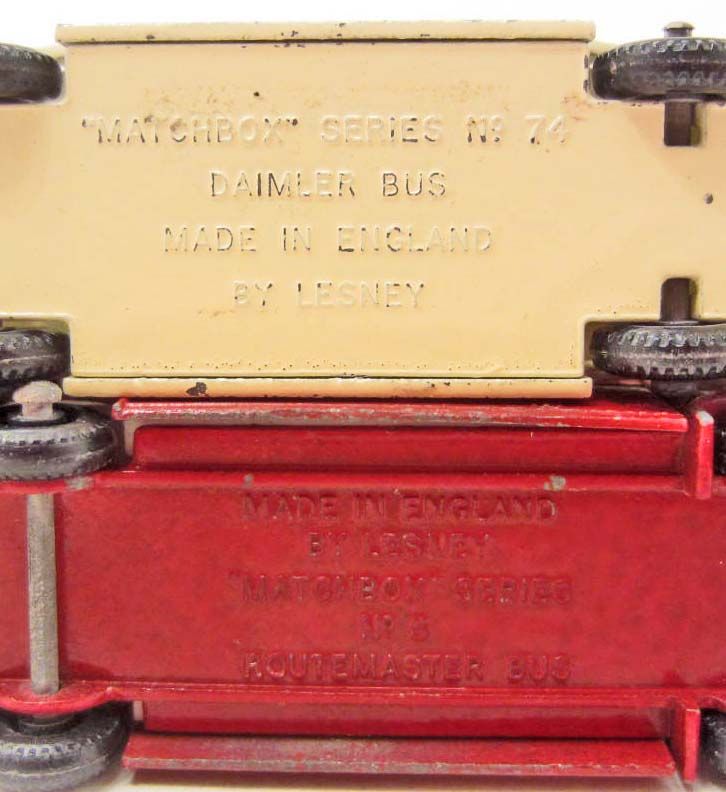 "MATCHBOX" SERIES Nº 74
DAIMLER BUS
MADE IN ENGLAND
BY LESNEY
MADE IN ENGLAND
BY LESNEY
"MATCHBOX" SERIES
Nº 5
ROUTEMASTER BUS